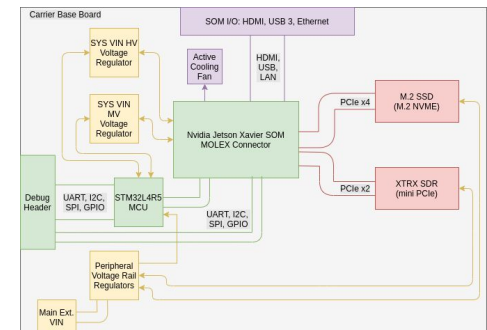 Carrier Base Board
SOM I/O: HDMI, USB 3, Ethernet
SYS VIN HV
Voltage
Regulator
Active
Cooling
Fan
HDMI,
USB,
LAN
SYS VIN
MV
Voltage
Regulator
PCIe x4
M.2 SSD
(M.2 NVME)
Nvidia Jetson Xavier SOM
MOLEX Connector
Debug
Header
UART, I2C,
SPI, GPIO
STM32L4R5
MCU
UART, I2C,
SPI, GPIO
PCIe x2
XTRX SDR
(mini PCIe)
Peripheral
Voltage Rail
Regulators
Main Ext.
VIN